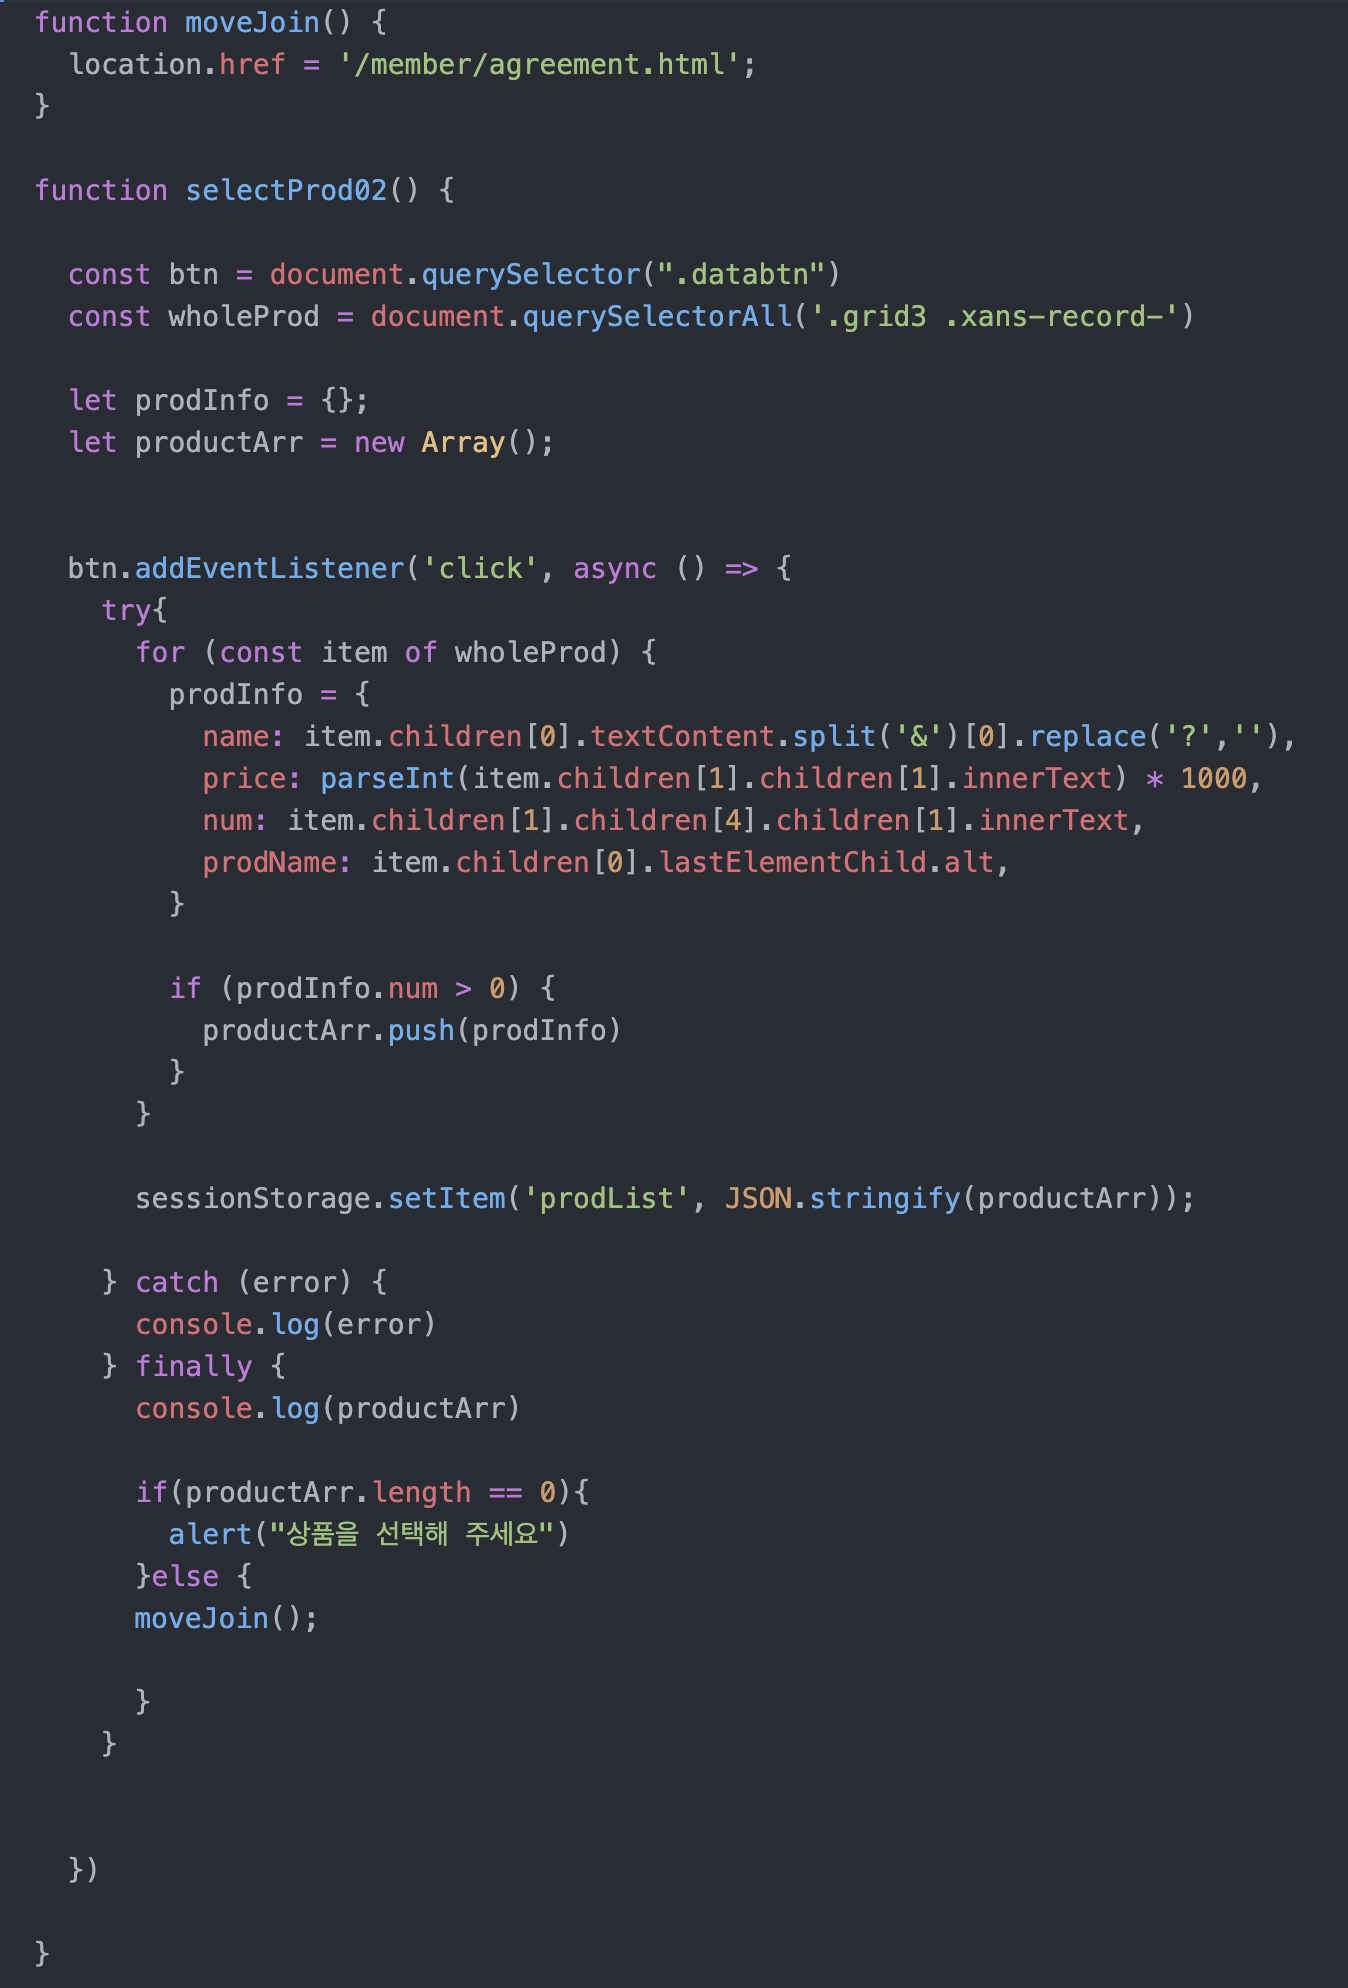 function moveJoin() {
  location.href = '/member/agreement.html';
}

function selectProd02() {

  const btn = document.querySelector(".databtn")
  const wholeProd = document.querySelectorAll('.grid3 .xans-record-')

  let prodInfo = {};
  let productArr = new Array();


  btn.addEventListener('click', async () => {
    try{
      for (const item of wholeProd) {
        prodInfo = {
          name: item.children[0].textContent.split('&')[0].replace('?',''),
          price: parseInt(item.children[1].children[1].innerText) * 1000,
          num: item.children[1].children[4].children[1].innerText,
          prodName: item.children[0].lastElementChild.alt,
        }

        if (prodInfo.num > 0) {
          productArr.push(prodInfo)
        }
      }

      sessionStorage.setItem('prodList', JSON.stringify(productArr));

    } catch (error) {
      console.log(error)
    } finally {
      console.log(productArr)

      if(productArr.length == 0){
        alert("상품을 선택해 주세요")
      }else {
      moveJoin();

      }
    }



  })

}